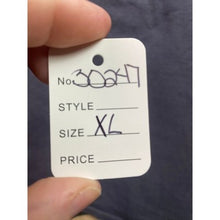 No. 30247
STYLE
SIZE XL
PRICE